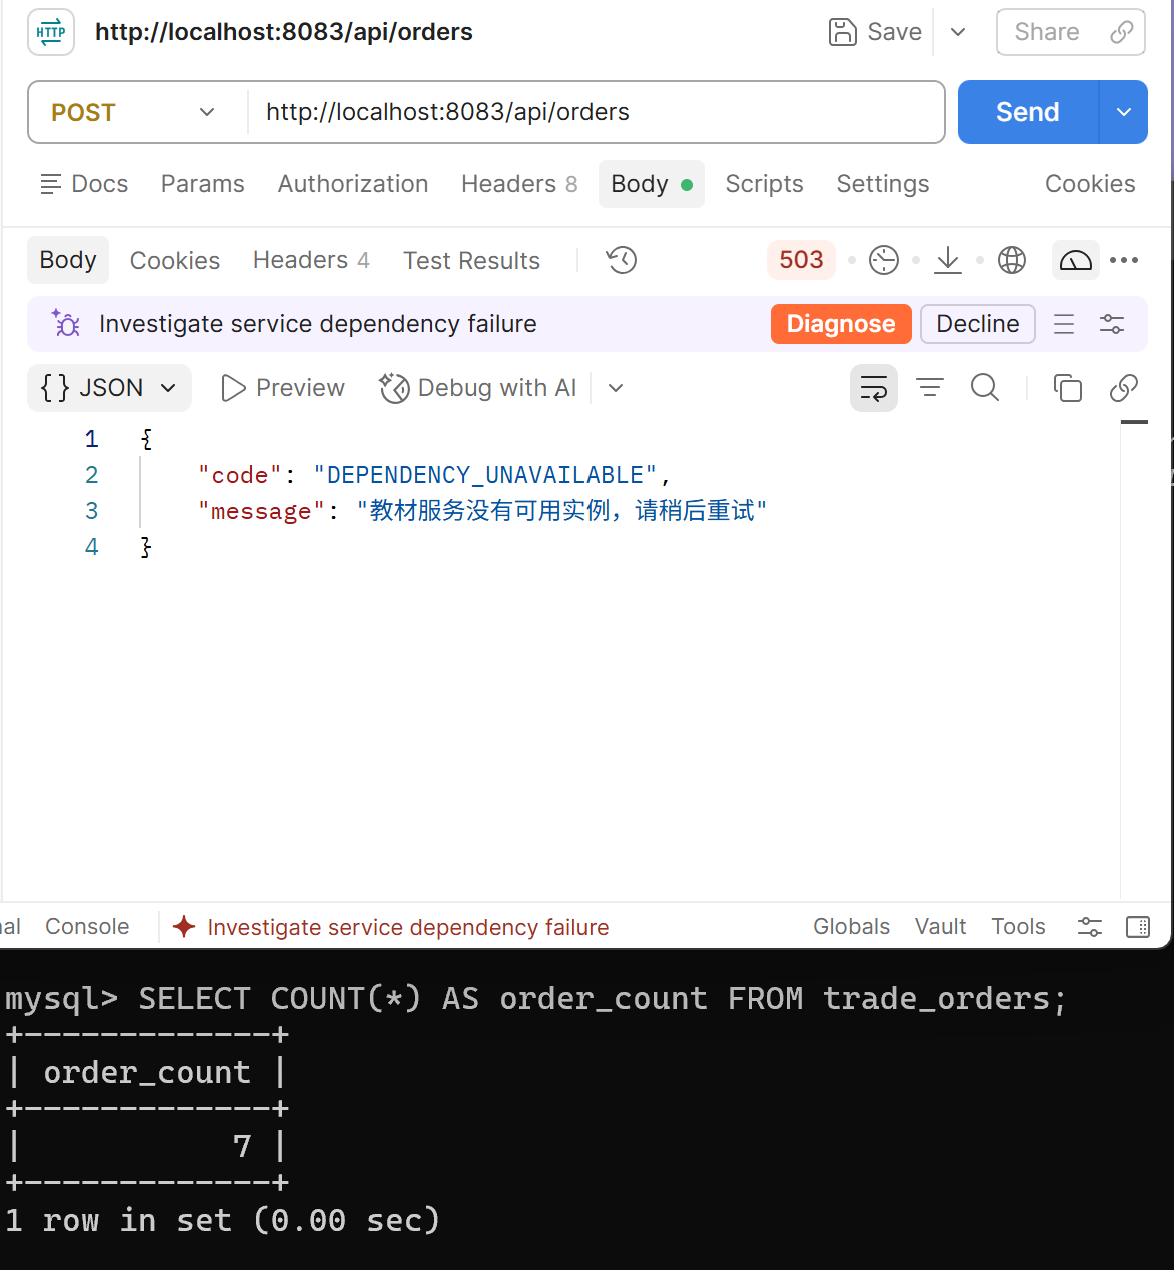 HTTP http://localhost:8083/api/orders Save Share
POST http://localhost:8083/api/orders Send
Docs Params Authorization Headers 8 Body Scripts Settings Cookies
Body Cookies Headers 4 Test Results 503
Investigate service dependency failure Diagnose Decline
{} JSON Preview Debug with AI
1 {
2 "code": "DEPENDENCY_UNAVAILABLE",
3 "message": "教材服务没有可用实例，请稍后重试"
4 }
al Console Investigate service dependency failure Globals Vault Tools
mysql> SELECT COUNT(*) AS order_count FROM trade_orders;
+-------------+
| order_count |
+-------------+
|           7 |
+-------------+
1 row in set (0.00 sec)